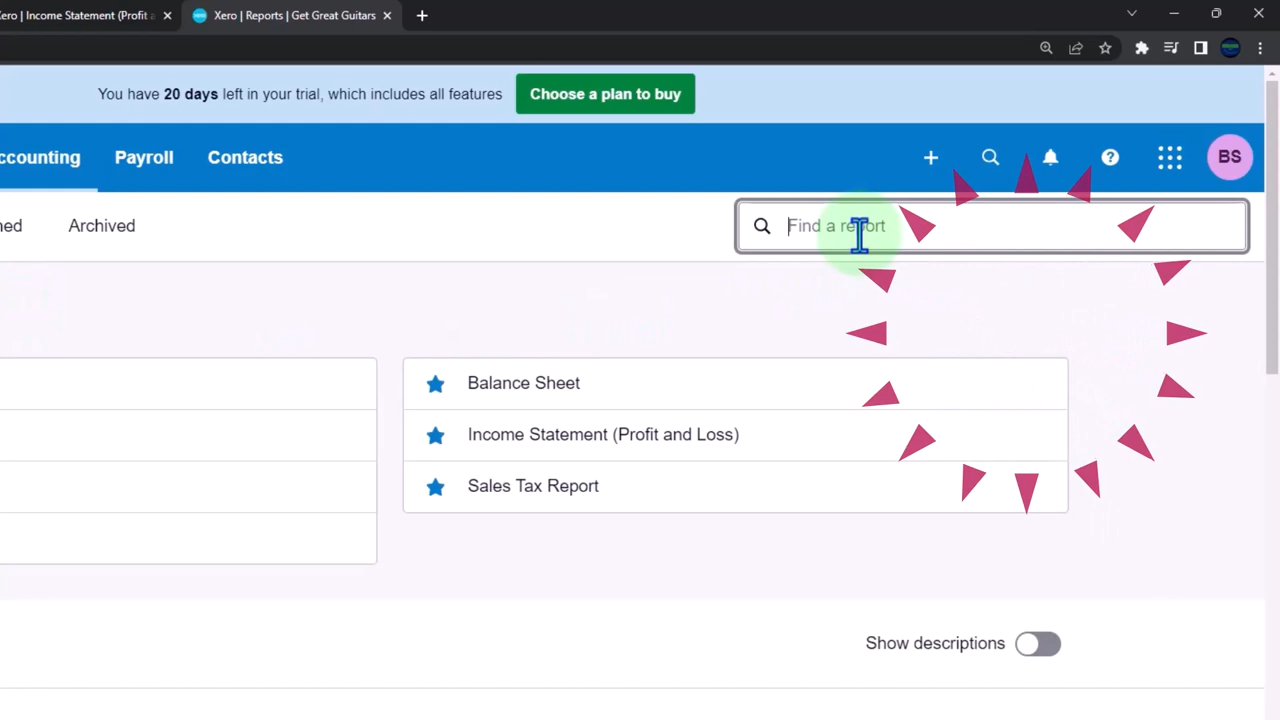 Xero | Income Statement (Profit a
Xero | Reports | Get Great Guitars
You have 20 days left in your trial, which includes all features
Choose a plan to buy
ccounting
Payroll
Contacts
BS
ned
Archived
Find a report
Balance Sheet
Income Statement (Profit and Loss)
Sales Tax Report
Show descriptions